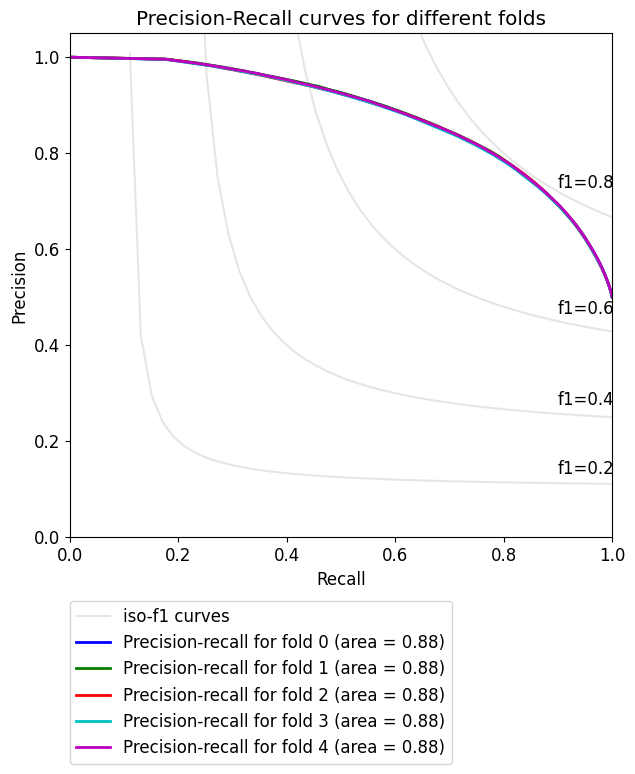 Precision-Recall curves for different folds
1.0
0.8
f1=0.8
Precision
0.6
f1=0.6
0.4
f1=0.4
0.2
f1=0.2
0.0
0.0 0.2 0.4 0.6 0.8 1.0
Recall
iso-f1 curves
Precision-recall for fold 0 (area = 0.88)
Precision-recall for fold 1 (area = 0.88)
Precision-recall for fold 2 (area = 0.88)
Precision-recall for fold 3 (area = 0.88)
Precision-recall for fold 4 (area = 0.88)